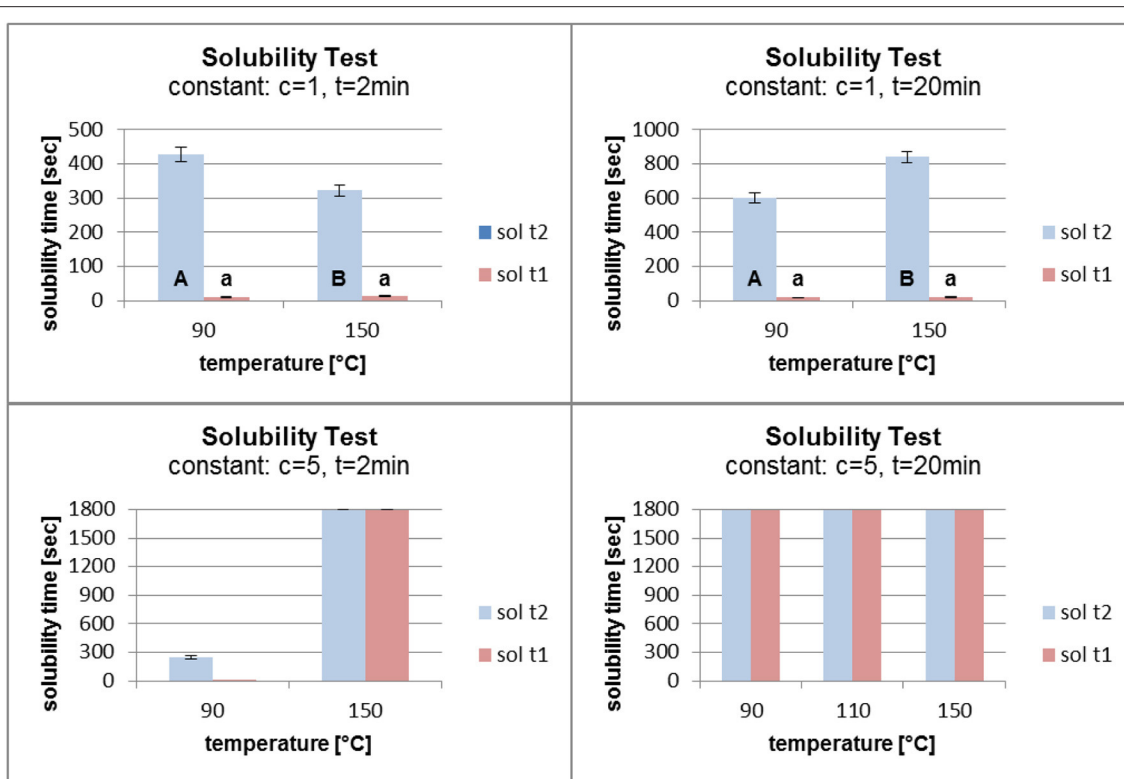 Solubility Test
constant: c=1, t=2min
solubility time [sec]
500
400
300
200
100
0
A a B a
90 150
temperature [°C]
sol t2
sol t1
Solubility Test
constant: c=1, t=20min
solubility time [sec]
1000
800
600
400
200
0
A a B a
90 150
temperature [°C]
sol t2
sol t1
Solubility Test
constant: c=5, t=2min
solubility time [sec]
1800
1500
1200
900
600
300
0
90 150
temperature [°C]
sol t2
sol t1
Solubility Test
constant: c=5, t=20min
solubility time [sec]
1800
1500
1200
900
600
300
0
90 110 150
temperature [°C]
sol t2
sol t1